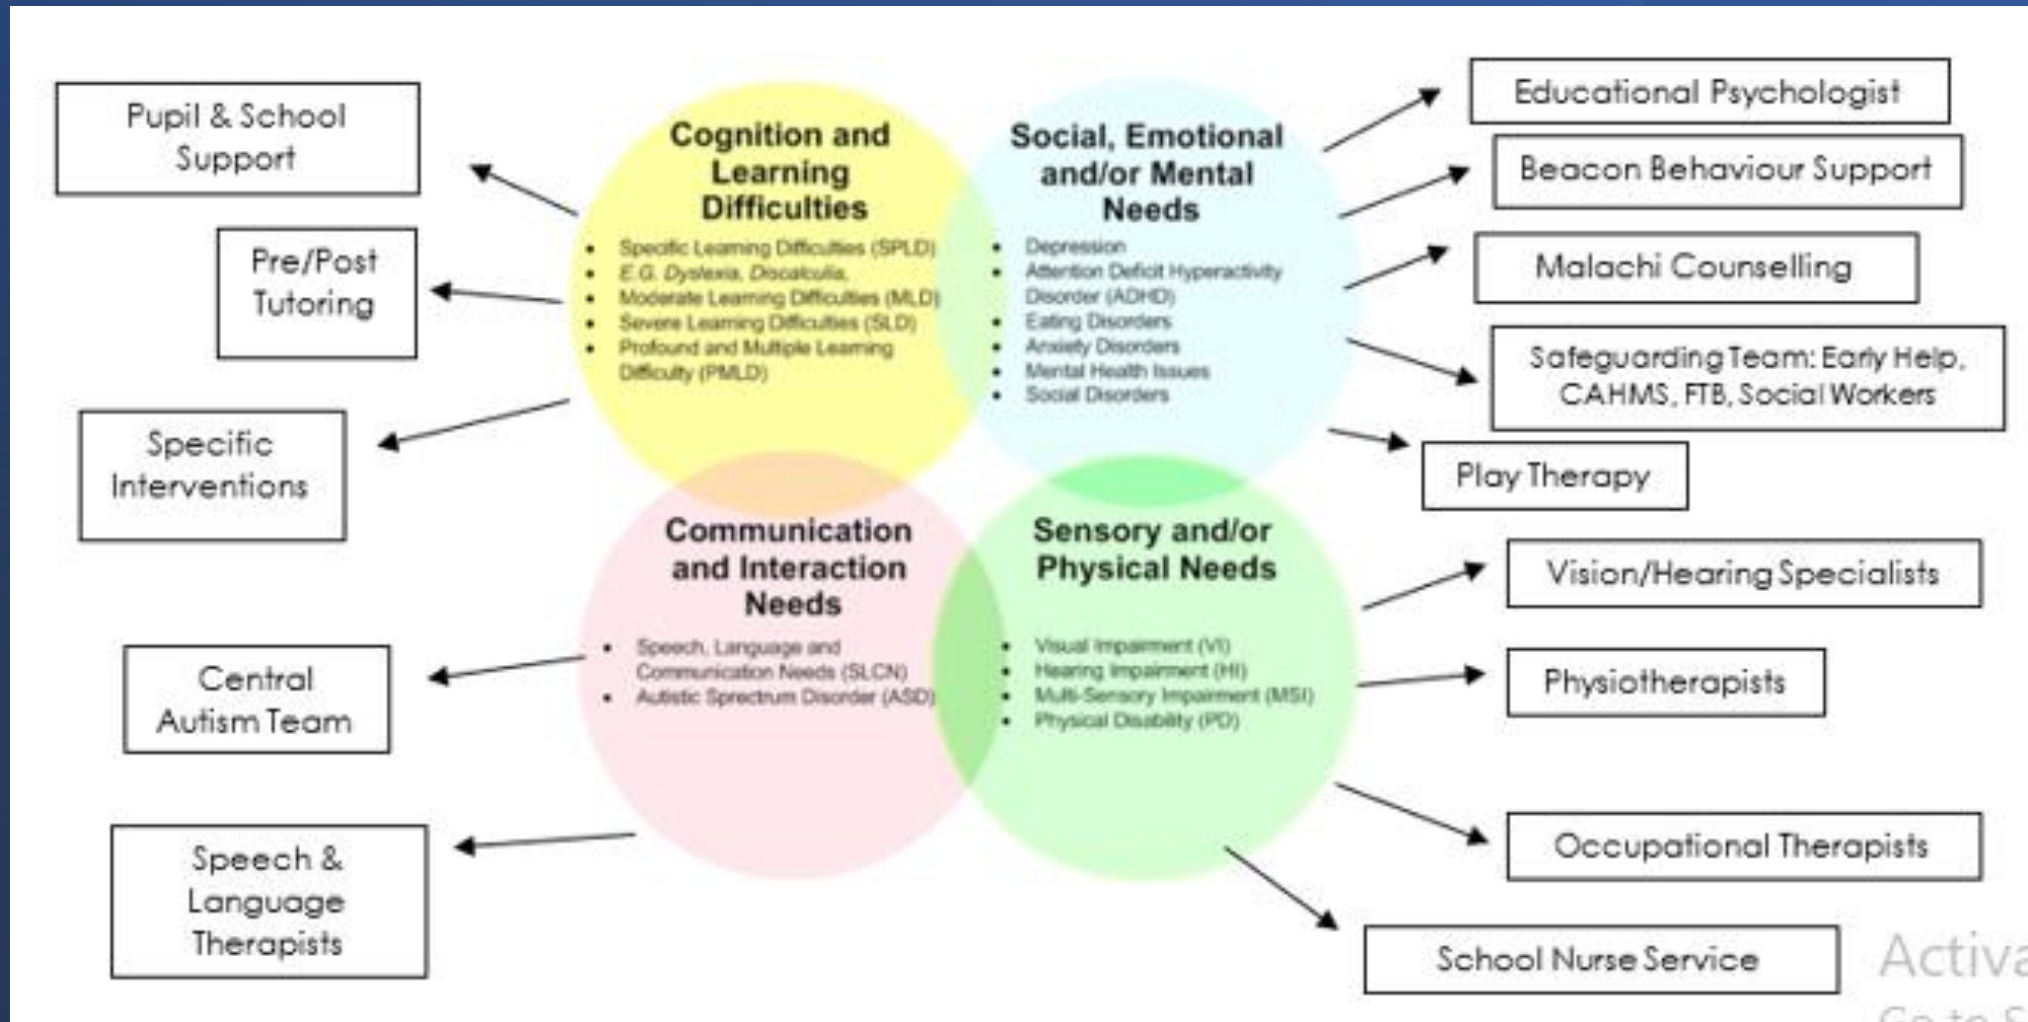 Pupil & School
Support
Pre/Post
Tutoring
Specific
Interventions
Central
Autism Team
Speech &
Language
Therapists
Cognition and
Learning
Difficulties
• Specific Learning Difficulties (SPLD)
• E.G. Dyslexia, Discalculia,
• Moderate Learning Difficulties (MLD)
• Severe Learning Difficulties (SLD)
• Profound and Multiple Learning
Difficulty (PMLD)
Social, Emotional
and/or Mental
Needs
• Depression
• Attention Deficit Hyperactivity
Disorder (ADHD)
• Eating Disorders
• Anxiety Disorders
• Mental Health Issues
• Social Disorders
Communication
and Interaction
Needs
• Speech, Language and
Communication Needs (SLCN)
• Autistic Sprectrum Disorder (ASD)
Sensory and/or
Physical Needs
• Visual Impairment (VI)
• Hearing Impairment (HI)
• Multi-Sensory Impairment (MSI)
• Physical Disability (PD)
Educational Psychologist
Beacon Behaviour Support
Malachi Counselling
Safeguarding Team: Early Help,
CAHMS, FTB, Social Workers
Play Therapy
Vision/Hearing Specialists
Physiotherapists
Occupational Therapists
School Nurse Service
Activa